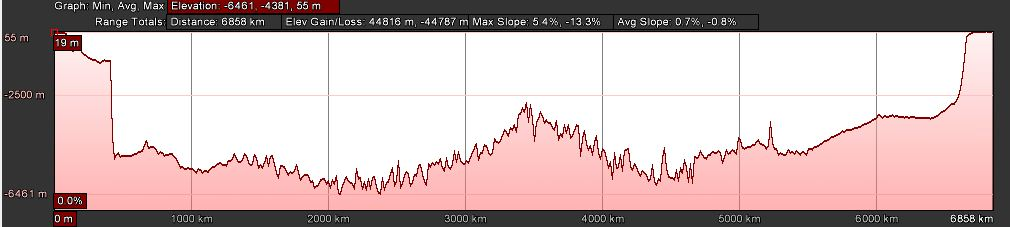 Graph: Min, Avg, Max Elevation: -6461, -4381, 55 m
Range Totals: Distance: 6858 km Elev Gain/Loss: 44816 m, -44787 m Max Slope: 5.4%, -13.3% Avg Slope: 0.7%, -0.8%
55 m
19 m
-2500 m
-6461 m
0.0%
0 m 1000 km 2000 km 3000 km 4000 km 5000 km 6000 km 6858 km